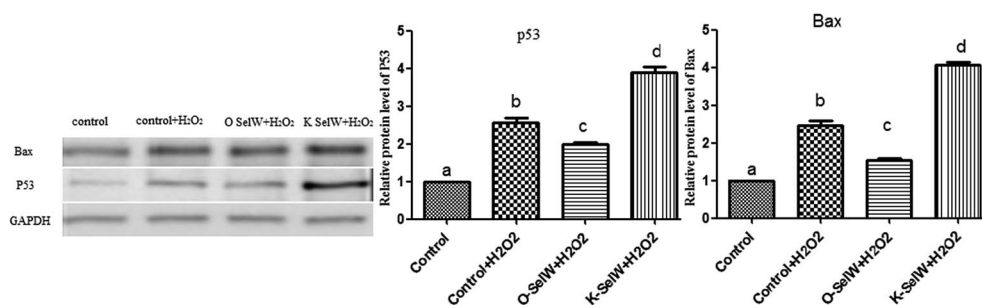 control control+H₂O₂ O SelW+H₂O₂ K SelW+H₂O₂
Bax
P53
GAPDH
p53
Relative protein level of P53
5
4
3
2
1
0
a
b
c
d
Control
Control+H2O2
O-SelW+H2O2
K-SelW+H2O2
Bax
Relative protein level of Bax
5
4
3
2
1
0
a
b
c
d
Control
Control+H2O2
O-SelW+H2O2
K-SelW+H2O2